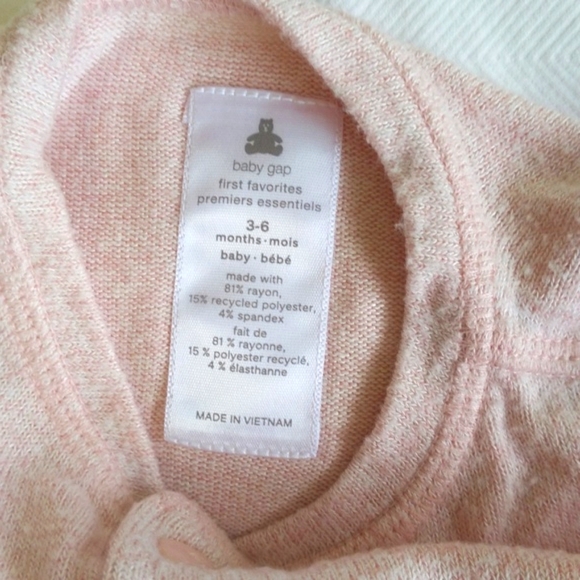 baby gap
first favorites
premiers essentiels
3-6
months·mois
baby·bébé
made with
81% rayon,
15% recycled polyester,
4% spandex
fait de
81 % rayonne,
15 % polyester recyclé,
4 % élasthanne
MADE IN VIETNAM